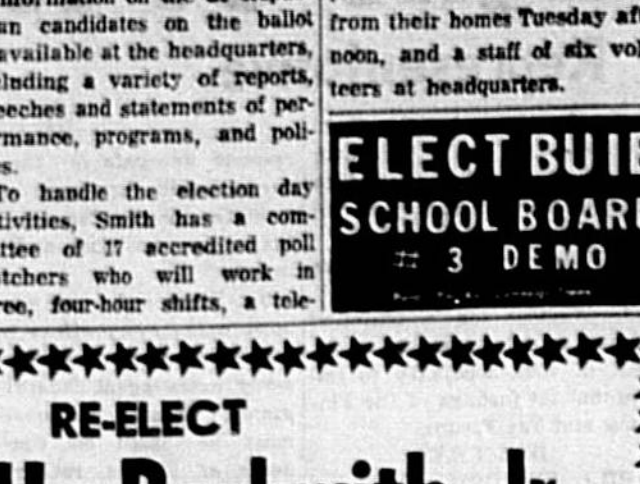 an candidates on the ballot
available at the headquarters,
luding a variety of reports,
eeches and statements of per-
rmance, programs, and poli-
s.
To handle the election day
tivities, Smith has a com-
ttee of 17 accredited poll
tchers who will work in
ree, four-hour shifts, a tele-
from their homes Tuesday af
noon, and a staff of six vol
teers at headquarters.
ELECT BUIE
SCHOOL BOAR
# 3 DEMO
RE-ELECT